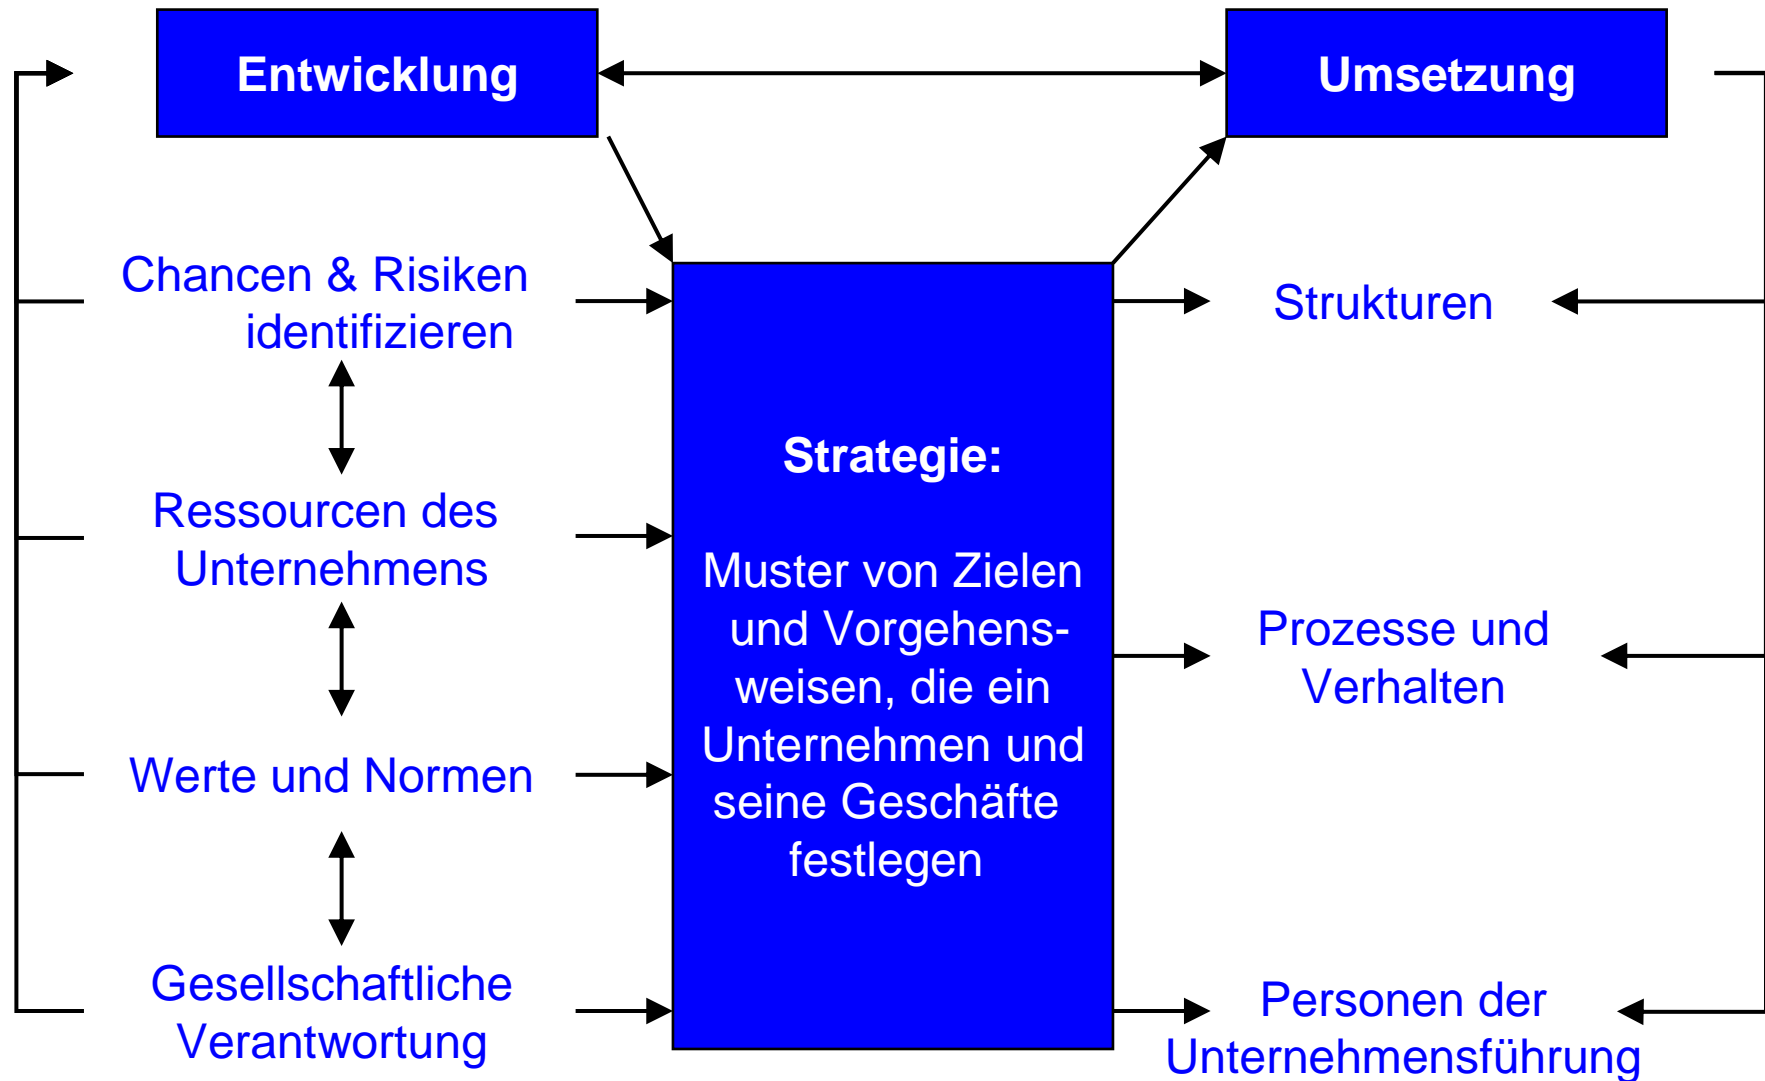 Entwicklung
Umsetzung
Chancen & Risiken
identifizieren
Ressourcen des
Unternehmens
Werte und Normen
Gesellschaftliche
Verantwortung
Strategie:
Muster von Zielen
und Vorgehens-
weisen, die ein
Unternehmen und
seine Geschäfte
festlegen
Strukturen
Prozesse und
Verhalten
Personen der
Unternehmensführung